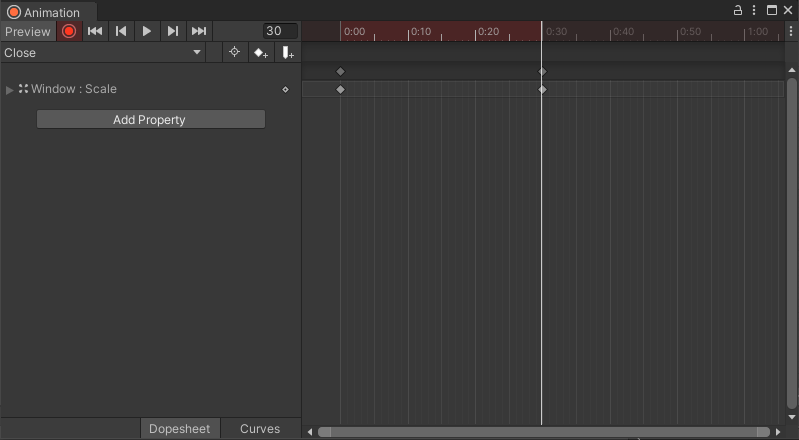 Animation
Preview 30 0:00 0:10 0:20 0:30 0:40 0:50 1:00
Close
Window : Scale
Add Property
Dopesheet Curves